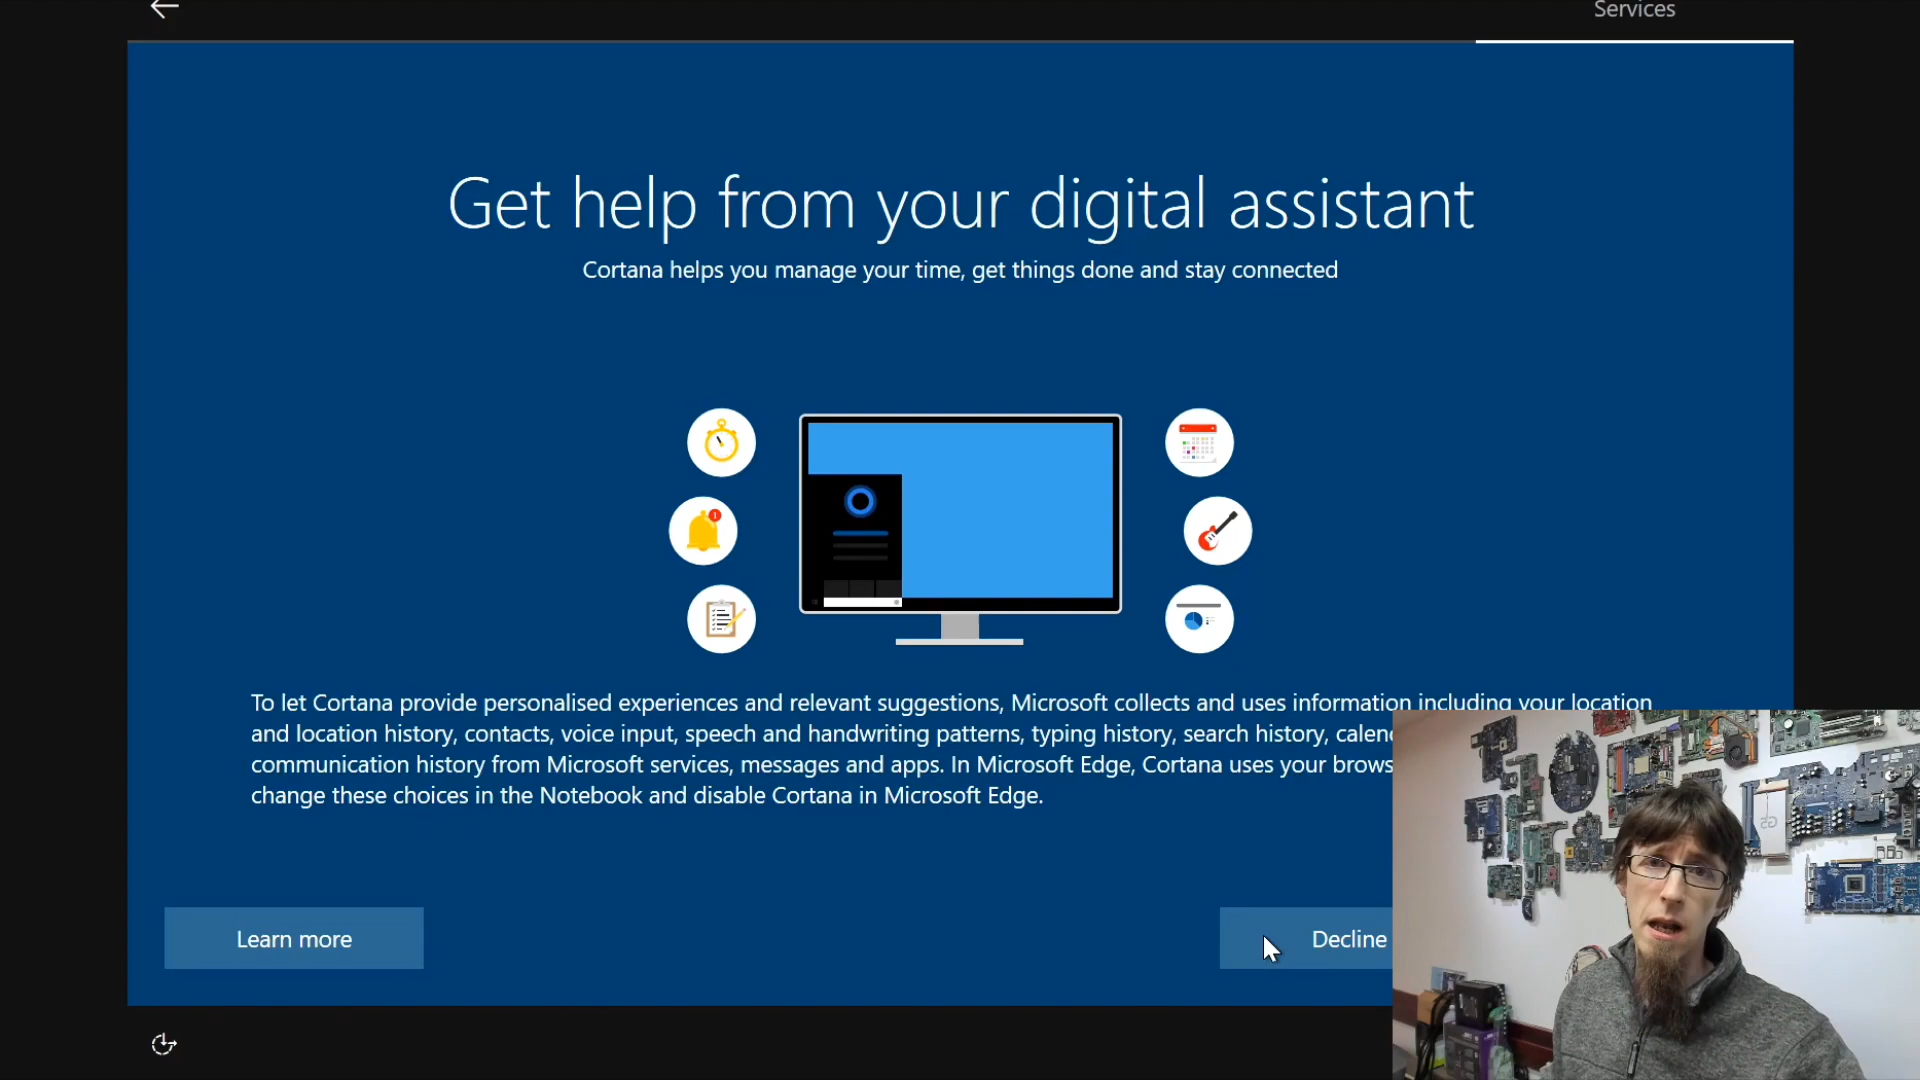 Services
Get help from your digital assistant
Cortana helps you manage your time, get things done and stay connected
To let Cortana provide personalised experiences and relevant suggestions, Microsoft collects and uses information including your location
and location history, contacts, voice input, speech and handwriting patterns, typing history, search history,
communication history from Microsoft services, messages and apps. In Microsoft Edge, Cortana uses your
change these choices in the Notebook and disable Cortana in Microsoft Edge.
Learn more
Decline